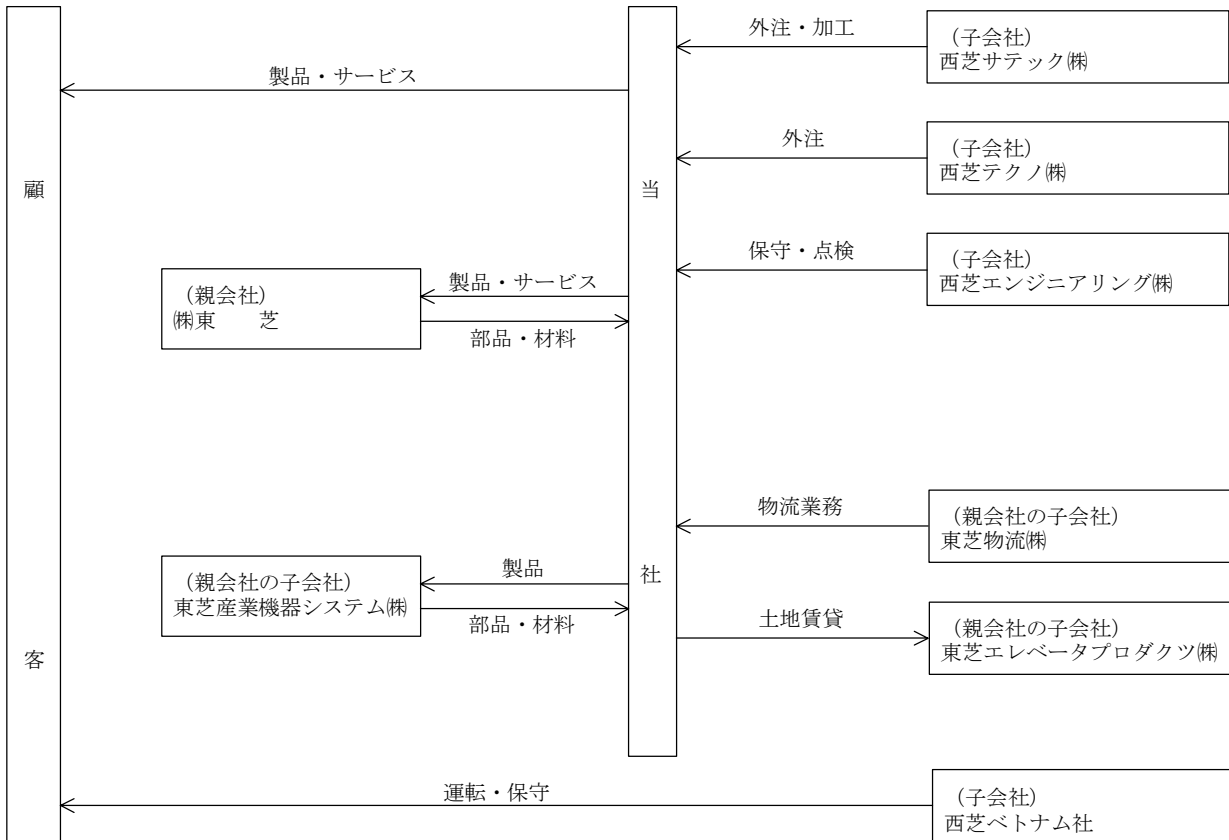 外注・加工
(子会社)
西芝サテック㈱
製品・サービス
外注
(子会社)
西芝テクノ㈱
顧
当
保守・点検
(子会社)
西芝エンジニアリング㈱
(親会社)
㈱東　　芝
製品・サービス
部品・材料
物流業務
(親会社の子会社)
東芝物流㈱
(親会社の子会社)
東芝産業機器システム㈱
製品
部品・材料
社
土地賃貸
(親会社の子会社)
東芝エレベータプロダクツ㈱
客
運転・保守
(子会社)
西芝ベトナム社